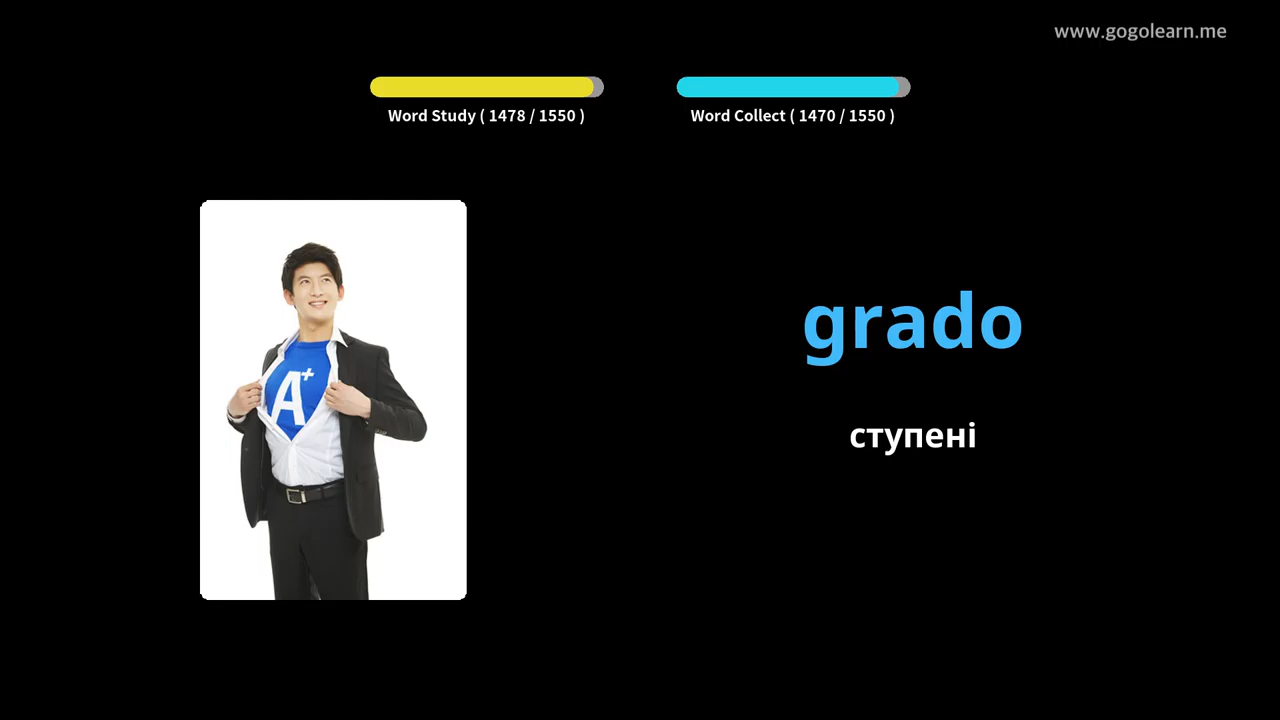 www.gogolearn.me
Word Study ( 1478 / 1550 )
Word Collect ( 1470 / 1550 )
A+
grado
ступені